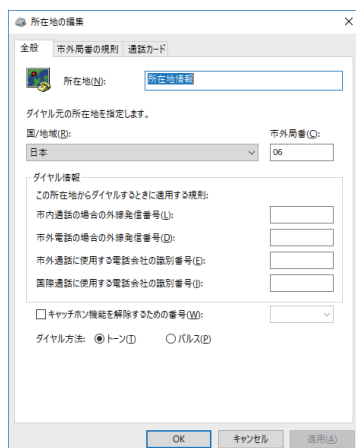 所在地の編集
全般 市外局番の規則 通話カード
所在地(N): 所在地情報
ダイヤル元の所在地を指定します。
国/地域(R): 市外局番(C):
日本 06
ダイヤル情報
この所在地からダイヤルするときに適用する規則:
市内通話の場合の外線発信番号(L):
市外電話の場合の外線発信番号(D):
市外通話に使用する電話会社の識別番号(E):
国際通話に使用する電話会社の識別番号(I):
キャッチホン機能を解除するための番号(W):
ダイヤル方法: トーン(T) パルス(P)
OK キャンセル 適用(A)